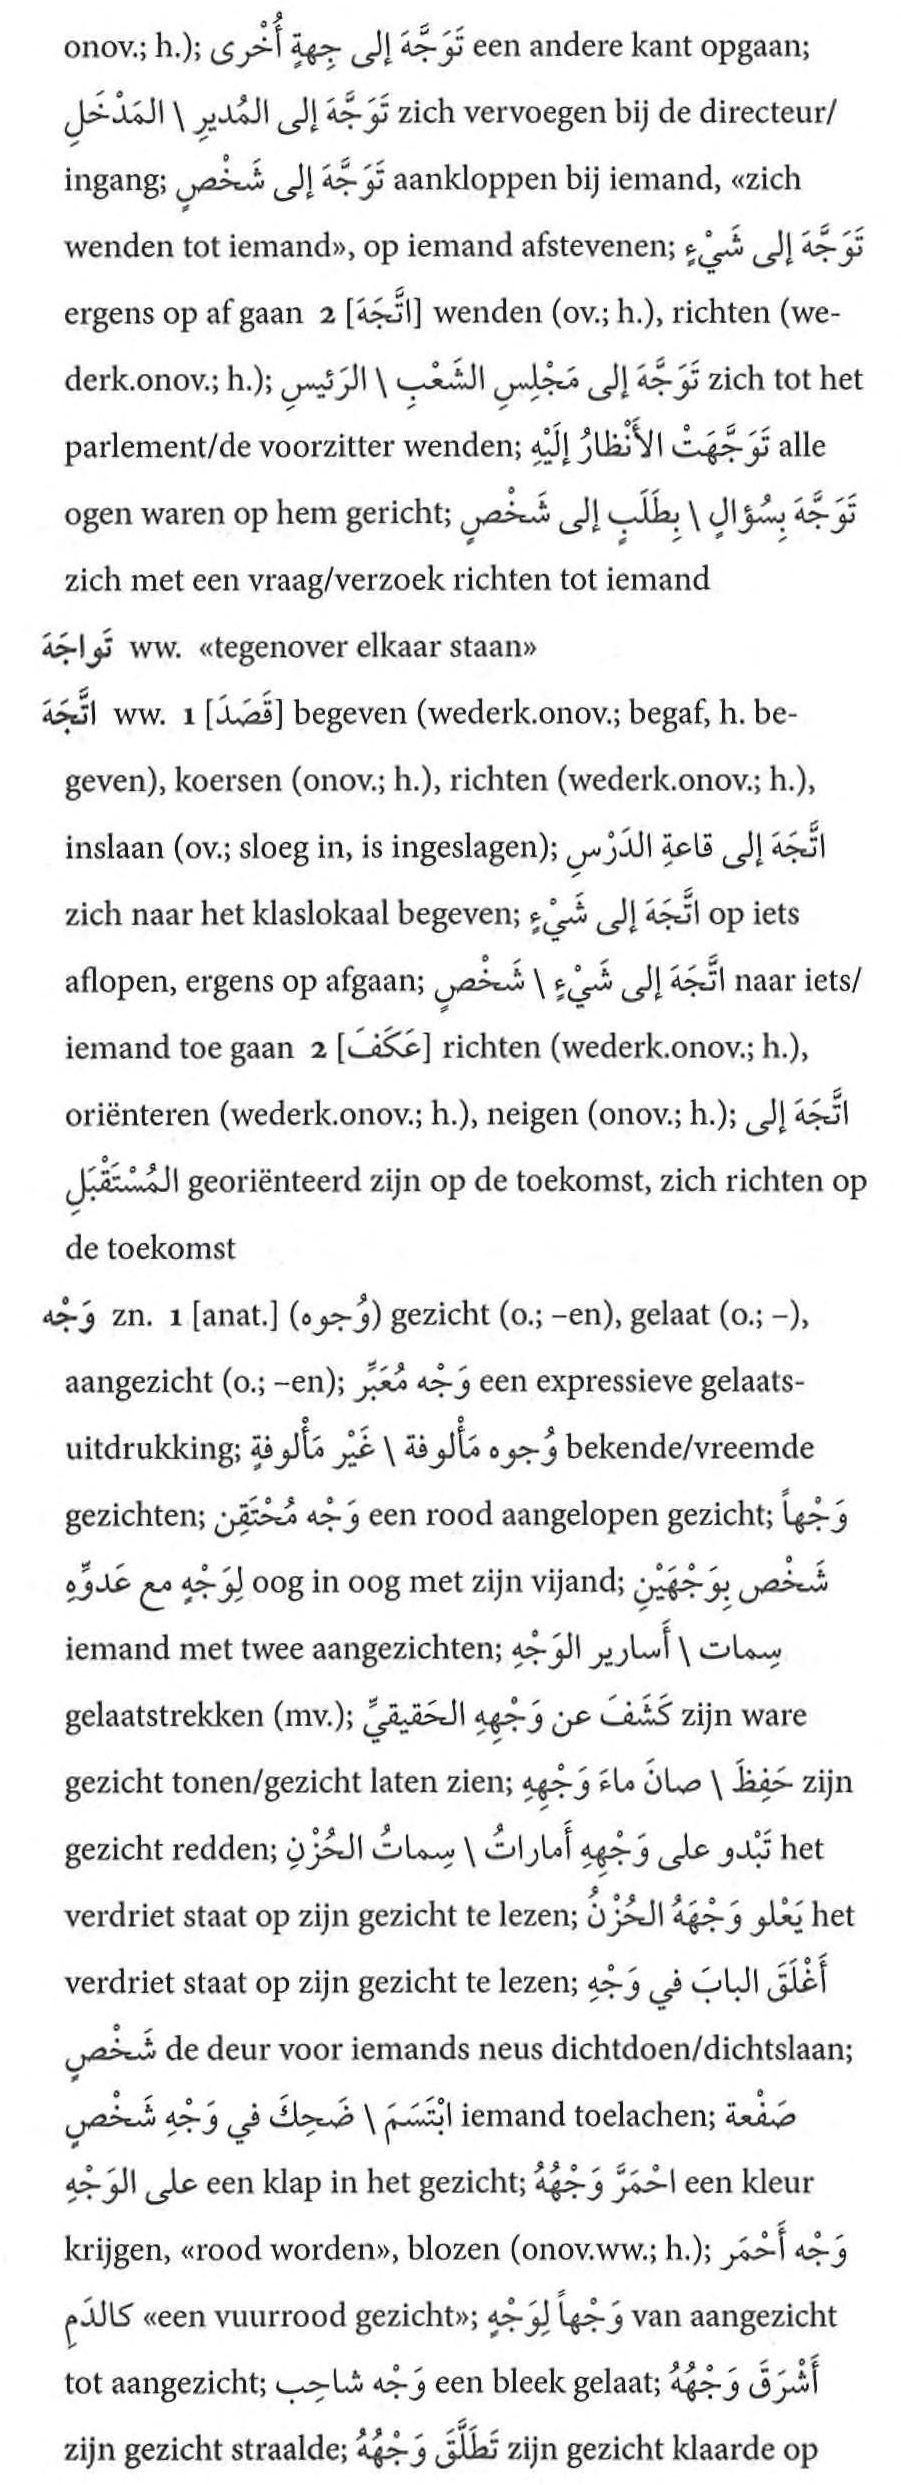 onov.; h.); تَوَجَّهَ إلى جِهةٍ أُخْرى een andere kant opgaan;
تَوَجَّهَ إلى المُديرِ \ المَدْخَلِ zich vervoegen bij de directeur/
ingang; تَوَجَّهَ إلى شَخْصٍ aankloppen bij iemand, «zich
wenden tot iemand», op iemand afstevenen; تَوَجَّهَ إلى شَيْءٍ
ergens op af gaan 2 [اتَّجَهَ] wenden (ov.; h.), richten (we-
derk.onov.; h.); تَوَجَّهَ إلى مَجْلِسِ الشَّعْبِ \ الرَئيسِ zich tot het
parlement/de voorzitter wenden; تَوَجَّهَتْ الأَنْظارُ إلَيْهِ alle
ogen waren op hem gericht; تَوَجَّهَ بِسُؤالٍ \ بِطَلَبٍ إلى شَخْصٍ
zich met een vraag/verzoek richten tot iemand
تَواجَهَ ww. «tegenover elkaar staan»
اتَّجَهَ ww. 1 [قَصَدَ] begeven (wederk.onov.; begaf, h. be-
geven), koersen (onov.; h.), richten (wederk.onov.; h.),
inslaan (ov.; sloeg in, is ingeslagen); اتَّجَهَ إلى قاعةِ الدَرْسِ
zich naar het klaslokaal begeven; اتَّجَهَ إلى شَيْءٍ op iets
aflopen, ergens op afgaan; اتَّجَهَ إلى شَيْءٍ \ شَخْصٍ naar iets/
iemand toe gaan 2 [عَكَفَ] richten (wederk.onov.; h.),
oriënteren (wederk.onov.; h.), neigen (onov.; h.); اتَّجَهَ إلى
المُسْتَقْبَلِ georiënteerd zijn op de toekomst, zich richten op
de toekomst
وَجْه zn. 1 [anat.] (وُجوه) gezicht (o.; –en), gelaat (o.; –),
aangezicht (o.; –en); وَجْه مُعَبِّر een expressieve gelaats-
uitdrukking; وُجوه مَأْلوفة \ غَيْر مَأْلوفةٍ bekende/vreemde
gezichten; وَجْه مُحْتَقِن een rood aangelopen gezicht; وَجْهاً
لِوَجْهٍ مع عَدوِّهِ oog in oog met zijn vijand; شَخْص بِوَجْهَيْنِ
iemand met twee aangezichten; سِمات \ أَسارير الوَجْهِ
gelaatstrekken (mv.); كَشَفَ عن وَجْهِهِ الحَقيقيِّ zijn ware
gezicht tonen/gezicht laten zien; حَفِظَ \ صانَ ماءَ وَجْهِهِ zijn
gezicht redden; تَبْدو على وَجْهِهِ أَماراتُ \ سِماتُ الحُزْنِ het
verdriet staat op zijn gezicht te lezen; يَعْلو وَجْهَهُ الحُزْنُ het
verdriet staat op zijn gezicht te lezen; أَغْلَقَ البابَ في وَجْهِ
شَخْصٍ de deur voor iemands neus dichtdoen/dichtslaan;
ابْتَسَمَ \ ضَحِكَ في وَجْهِ شَخْصٍ iemand toelachen; صَفْعة
على الوَجْهِ een klap in het gezicht; احْمَرَّ وَجْهُهُ een kleur
krijgen, «rood worden», blozen (onov.ww.; h.); وَجْه أَحْمَر
كالدَمِ «een vuurrood gezicht»; وَجْهاً لِوَجْهٍ van aangezicht
tot aangezicht; وَجْه شاحِب een bleek gelaat; أَشْرَقَ وَجْهُهُ
zijn gezicht straalde; تَطَلَّقَ وَجْهُهُ zijn gezicht klaarde op